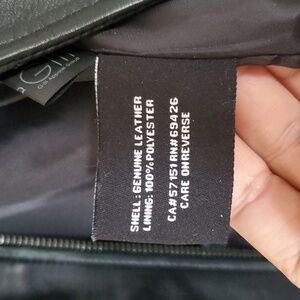 SHELL: GENUINE LEATHER
LINING: 100% POLYESTER
CA# 57151 RN# 69426
CARE ON REVERSE